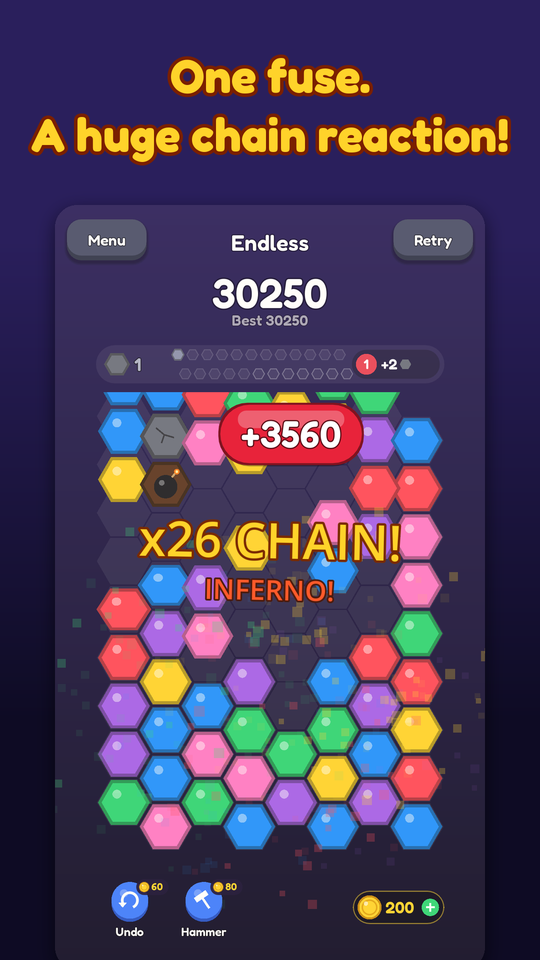 One fuse.
A huge chain reaction!
Menu
Endless
Retry
30250
Best 30250
1
1
+2
+3560
x26 CHAIN!
INFERNO!
60
80
200
Undo
Hammer